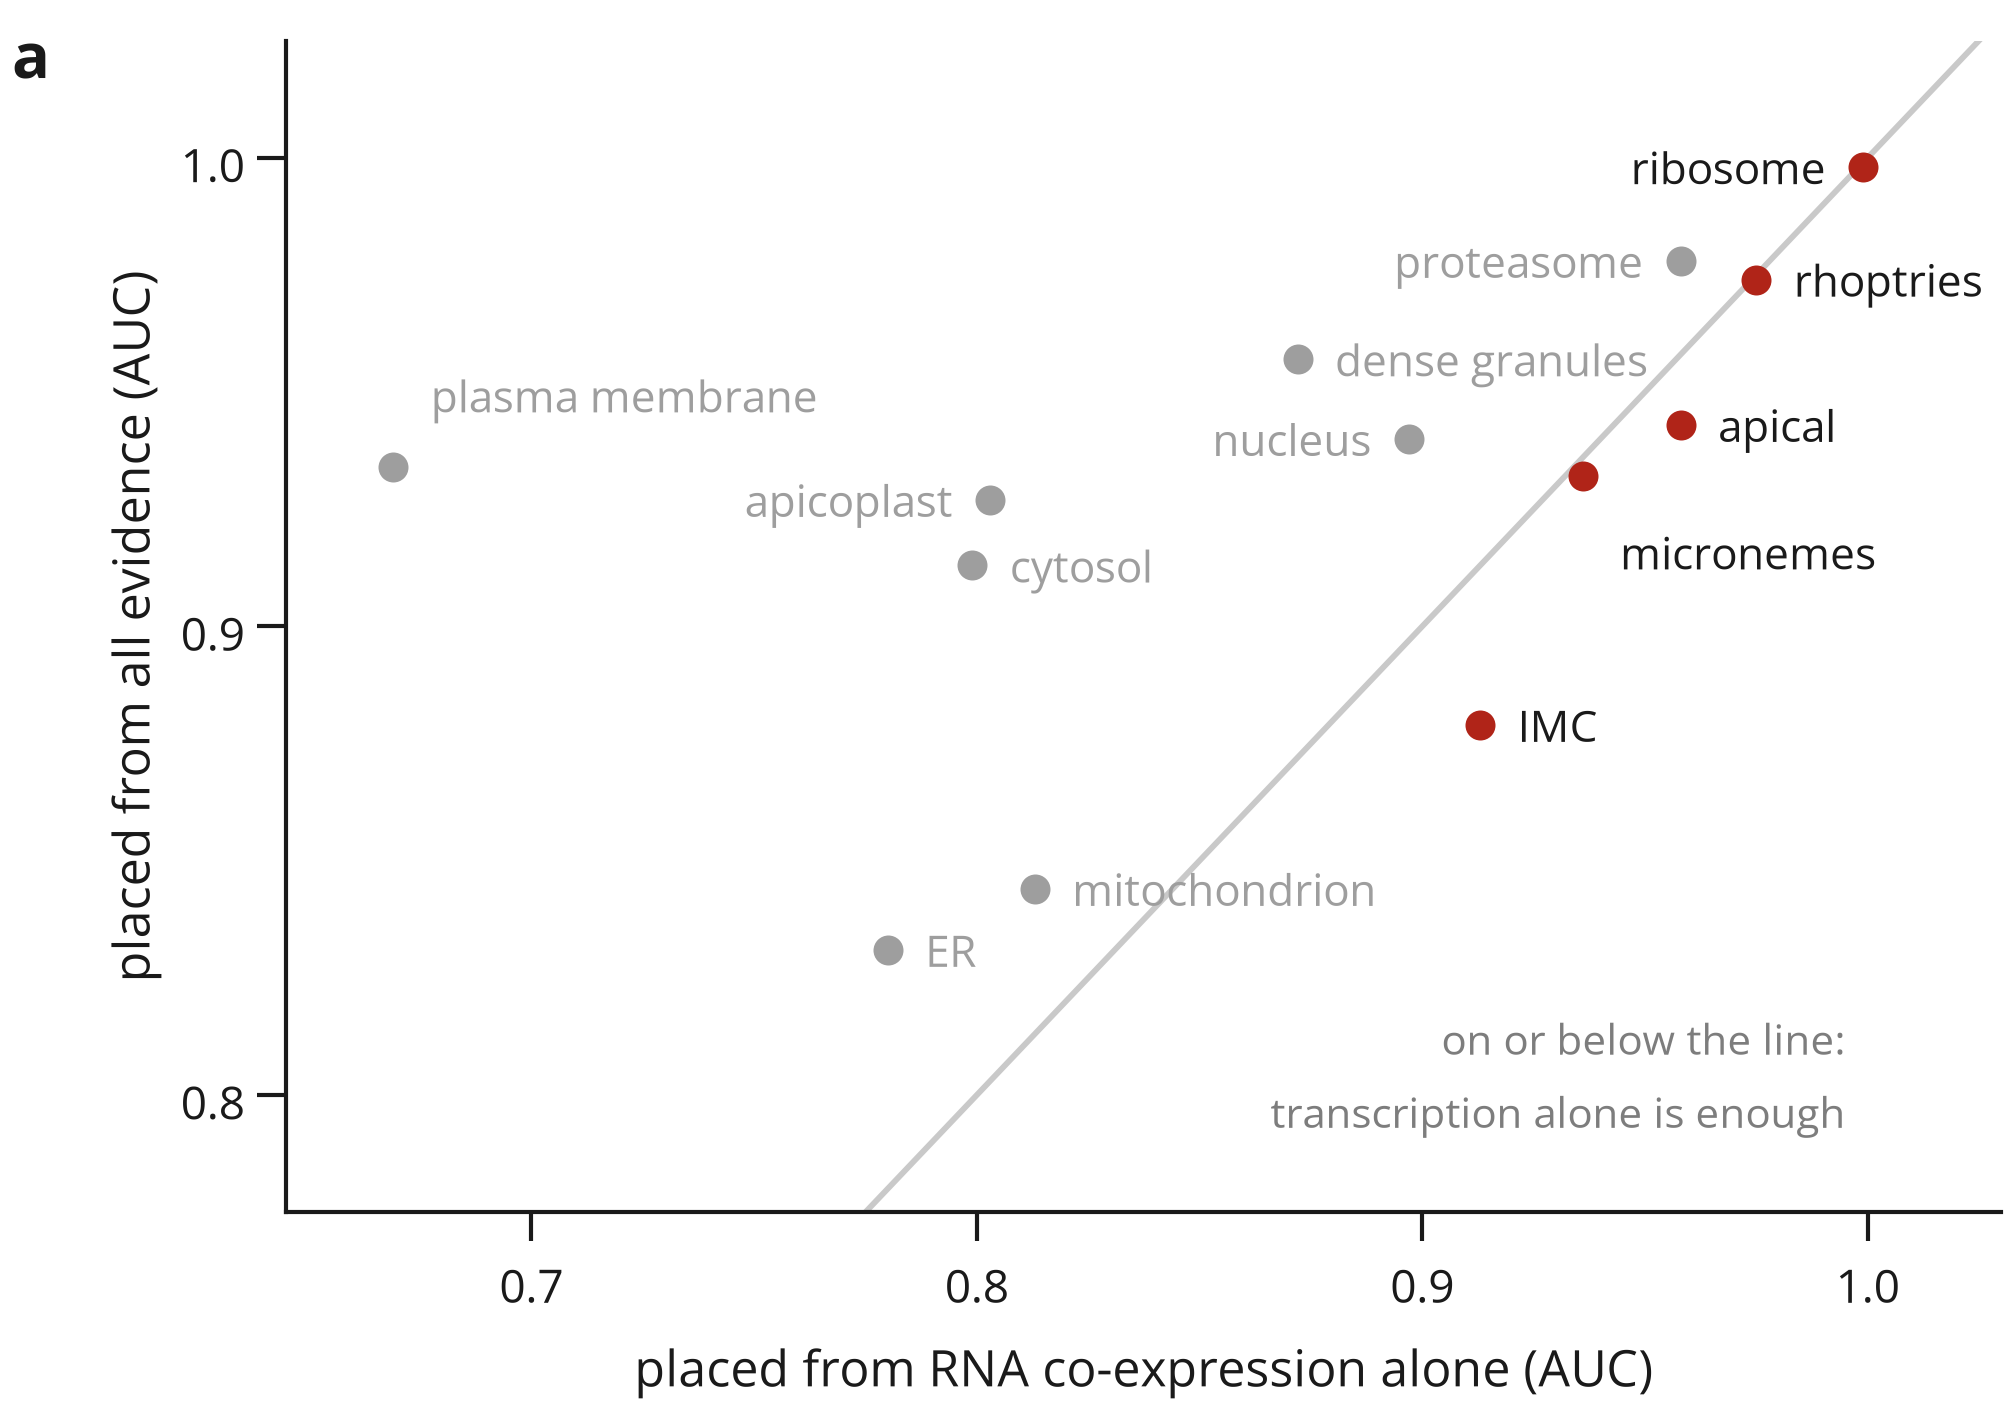 a
1.0
ribosome
proteasome
rhoptries
dense granules
plasma membrane
apical
nucleus
apicoplast
micronemes
cytosol
0.9
IMC
mitochondrion
ER
on or below the line:
0.8
transcription alone is enough
placed from all evidence (AUC)
0.7
0.8
0.9
1.0
placed from RNA co-expression alone (AUC)